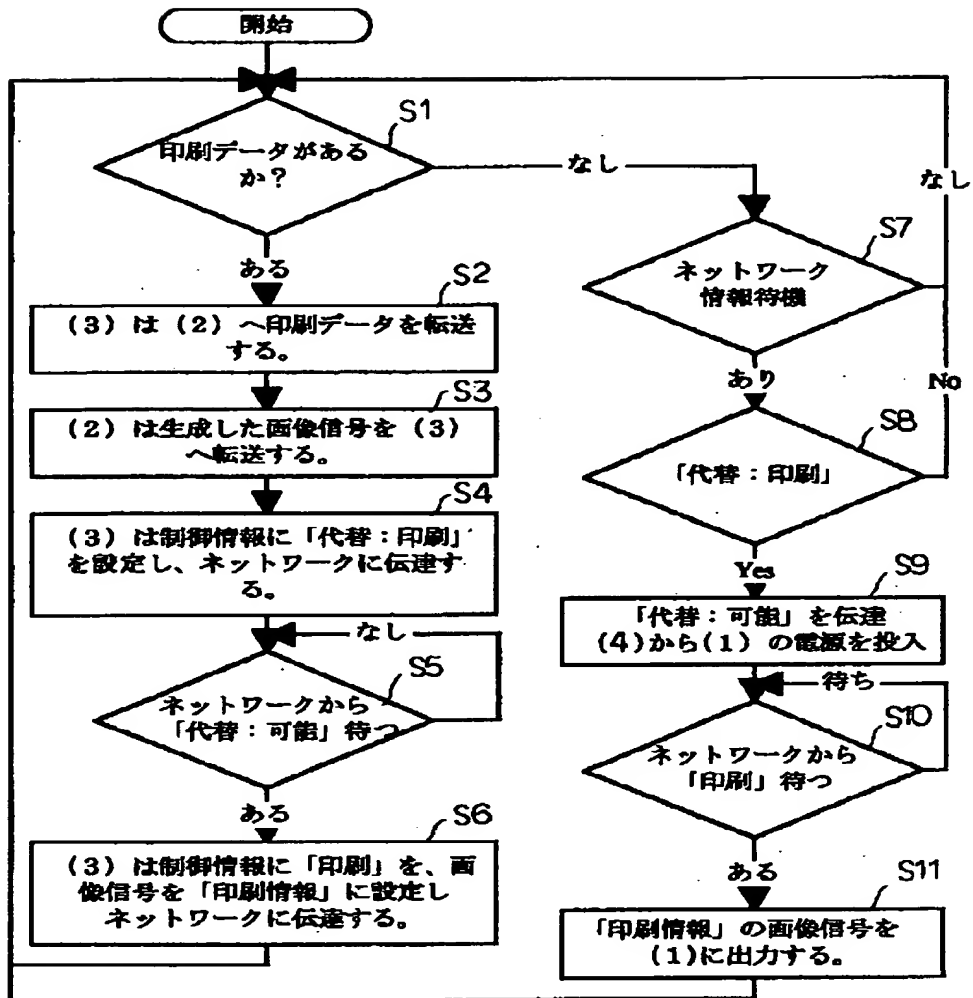 開始
S1
印刷データがある
か?
なし
なし
ある
S7
ネットワーク
情報待機
S2
(3)は(2)へ印刷データを転送
する。
あり
No
S3
(2)は生成した画像信号を(3)
へ転送する。
S8
「代替:印刷」
S4
(3)は制御情報に「代替:印刷」
を設定し、ネットワークに伝達す
る。
Yes
S9
「代替:可能」を伝達
(4)から(1)の電源を投入
なし
S5
ネットワークから
「代替:可能」待つ
待ち
S10
ネットワークから
「印刷」待つ
ある
S6
(3)は制御情報に「印刷」を、画
像信号を「印刷情報」に設定し
ネットワークに伝達する。
ある
S11
「印刷情報」の画像信号を
(1)に出力する。